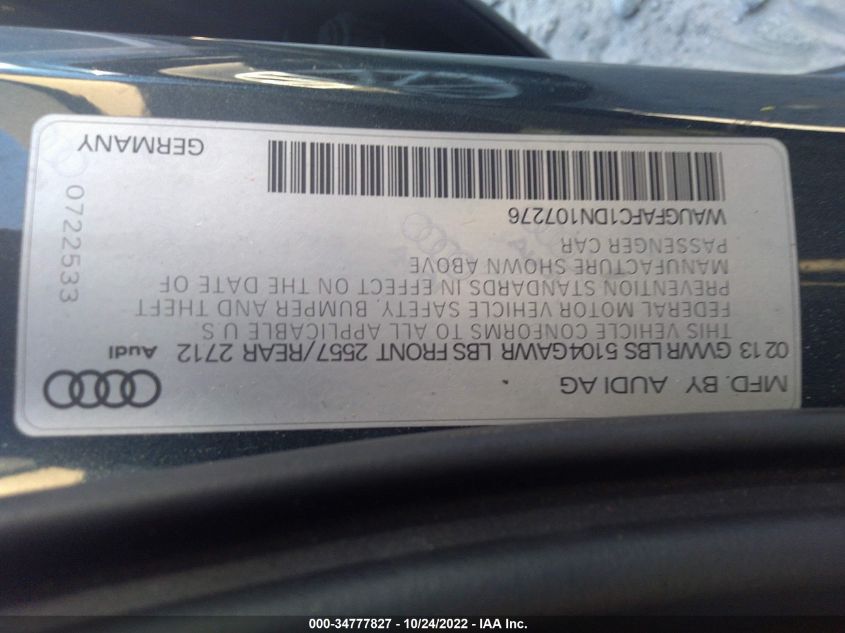 MFD. BY AUDI AG
02 13 GVWR LBS 5104GAWR LBS FRONT 2557/REAR 2712
Audi
THIS VEHICLE CONFORMS TO ALL APPLICABLE U.S.
FEDERAL MOTOR VEHICLE SAFETY, BUMPER AND THEFT
PREVENTION STANDARDS IN EFFECT ON THE DATE OF
MANUFACTURE SHOWN ABOVE
PASSENGER CAR
WAUGFAFC1DN107276
0722533
GERMANY
000-34777827 - 10/24/2022 - IAA Inc.